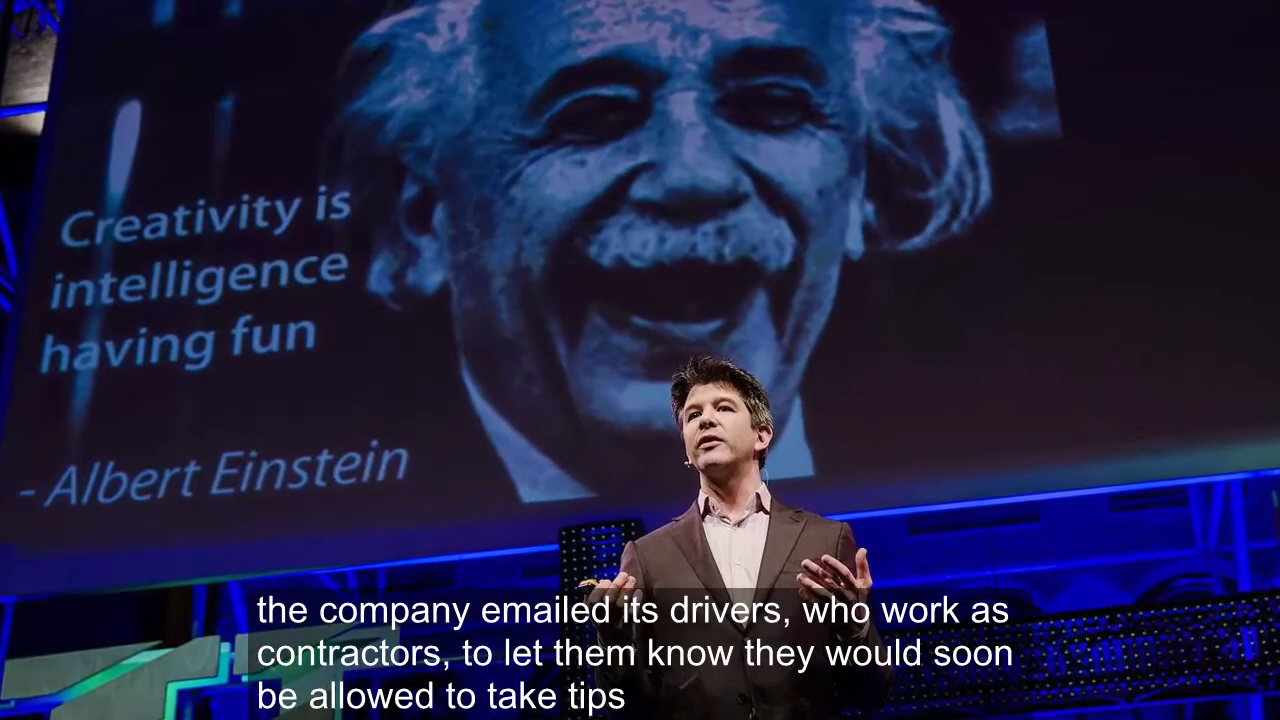 Creativity is
intelligence
having fun
- Albert Einstein
the company emailed its drivers, who work as
contractors, to let them know they would soon
be allowed to take tips